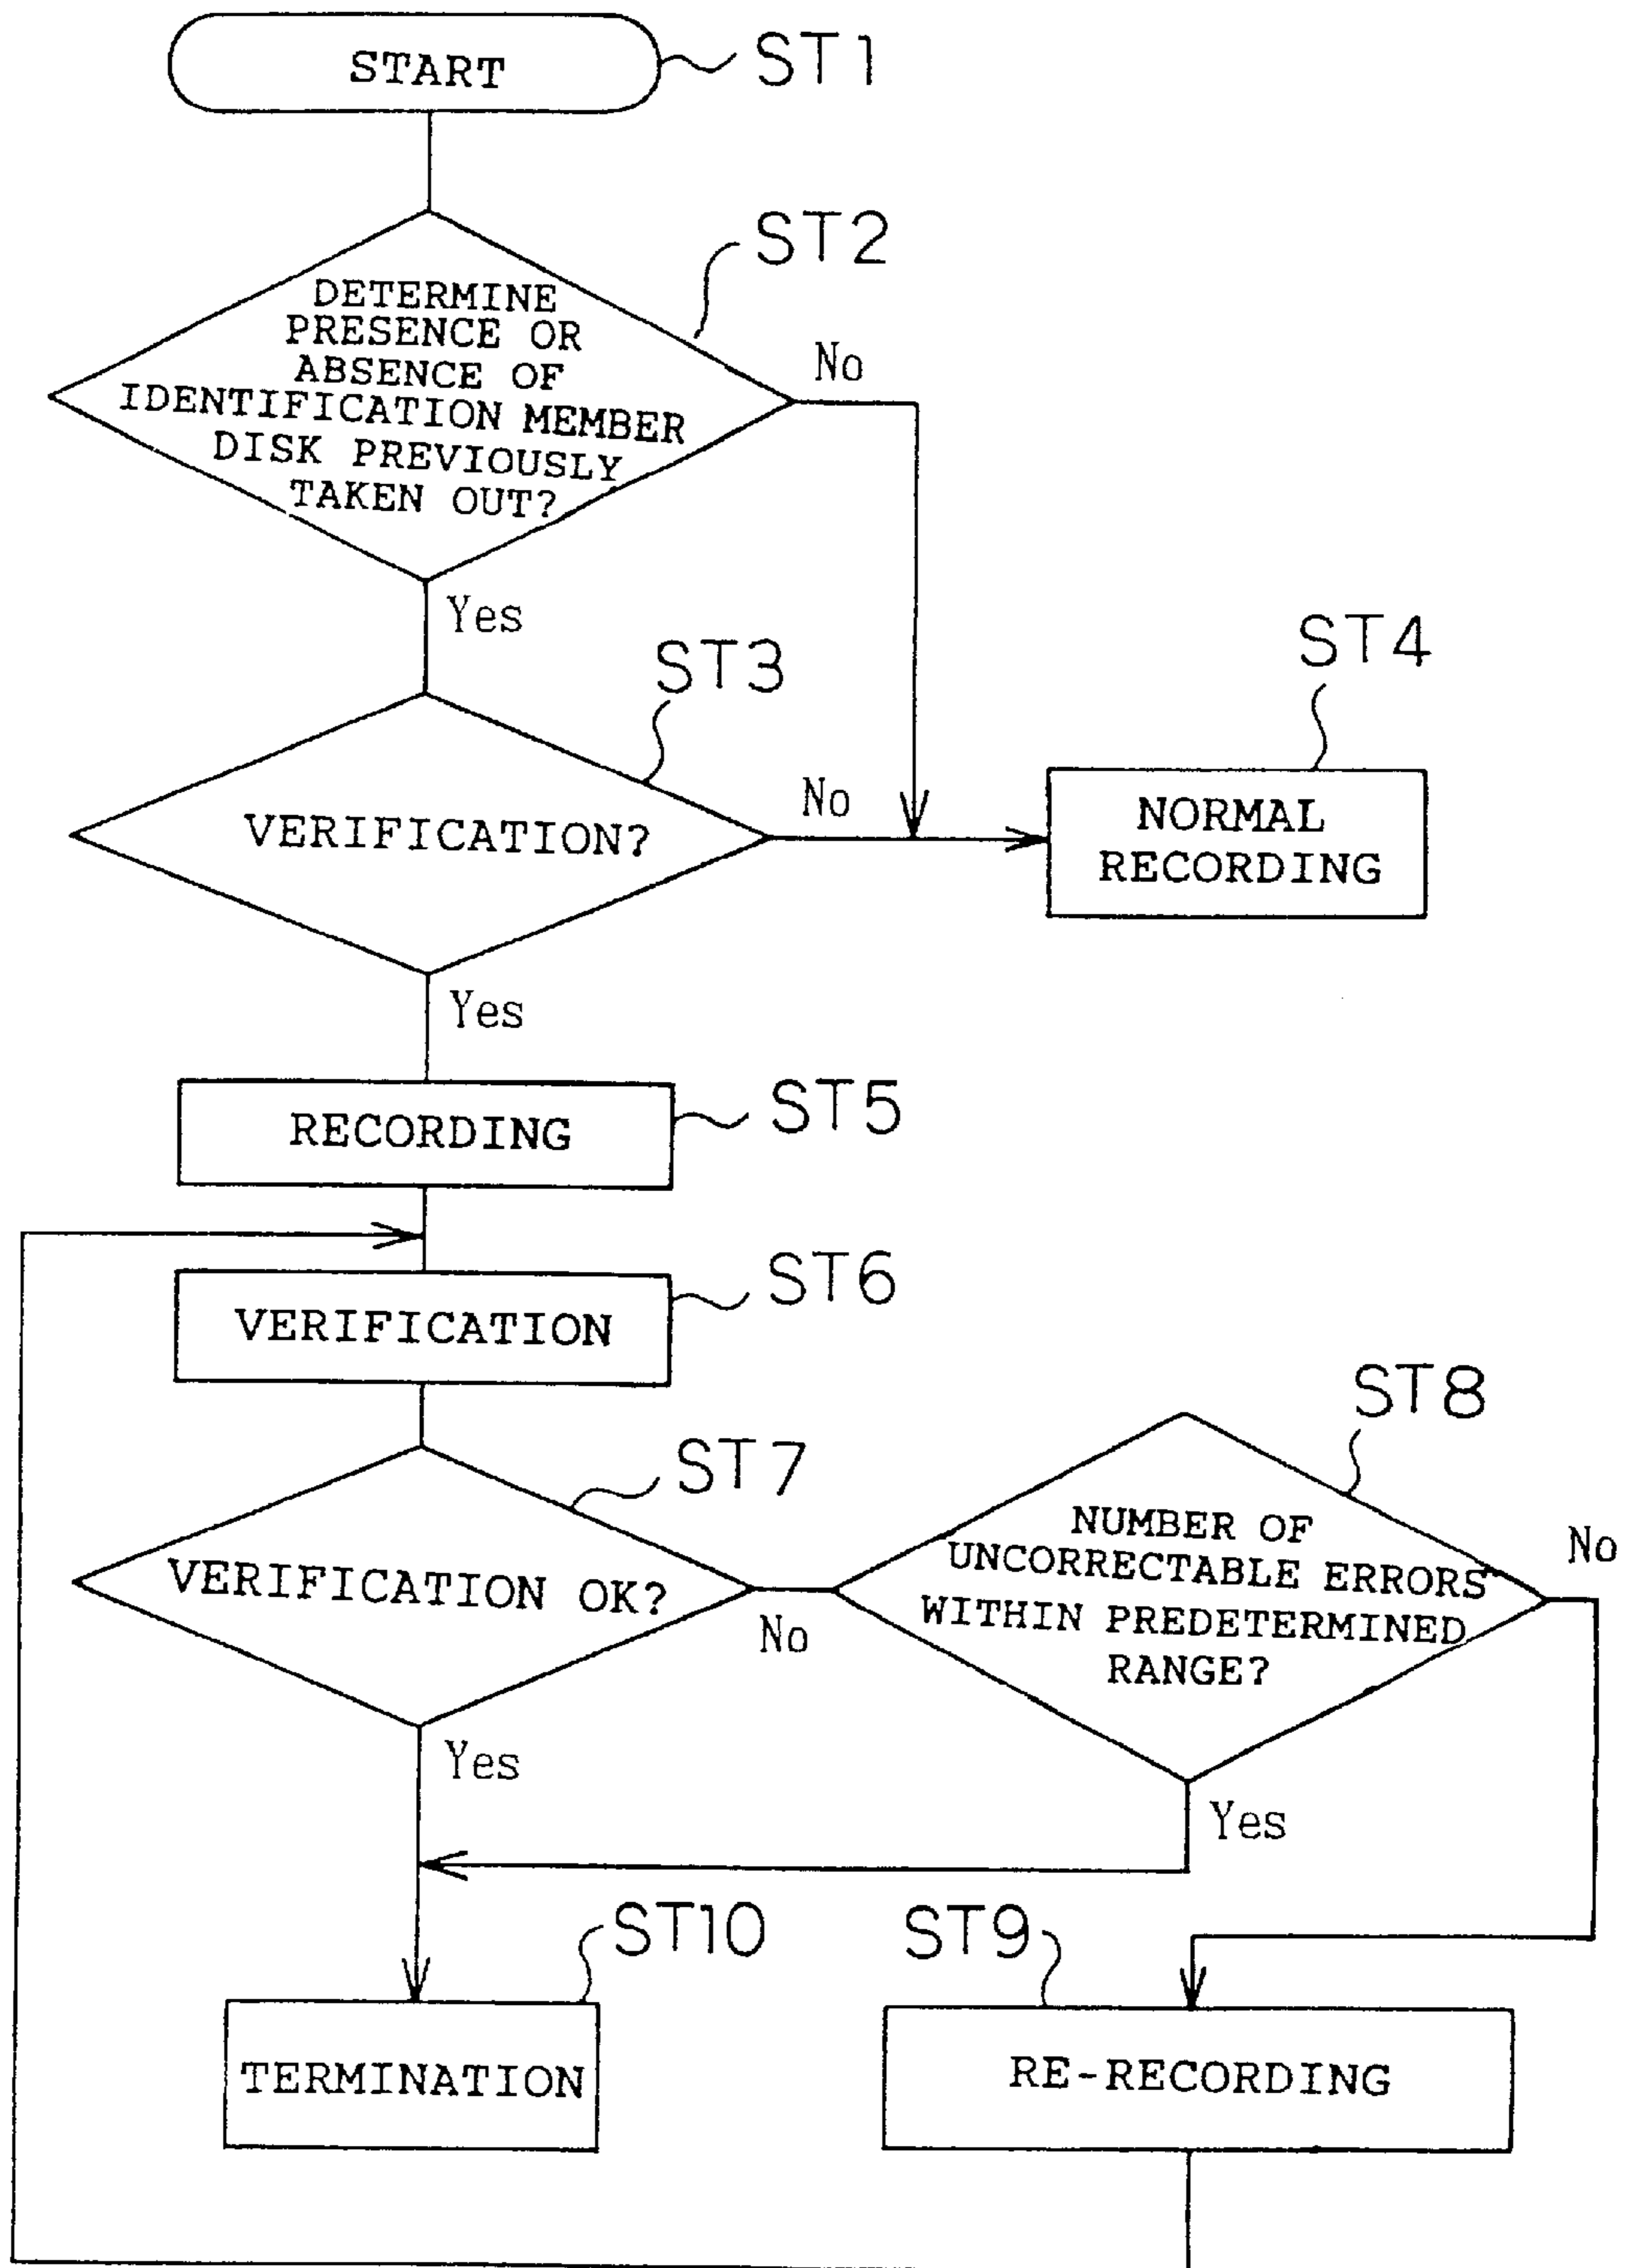 START
ST1
ST2
DETERMINE
PRESENCE OR
ABSENCE OF
IDENTIFICATION MEMBER
DISK PREVIOUSLY
TAKEN OUT?
No
Yes
ST3
ST4
VERIFICATION?
No
NORMAL
RECORDING
Yes
RECORDING
ST5
VERIFICATION
ST6
ST7
ST8
VERIFICATION OK?
No
NUMBER OF
UNCORRECTABLE ERRORS
WITHIN PREDETERMINED
RANGE?
No
Yes
Yes
ST10
ST9
TERMINATION
RE-RECORDING